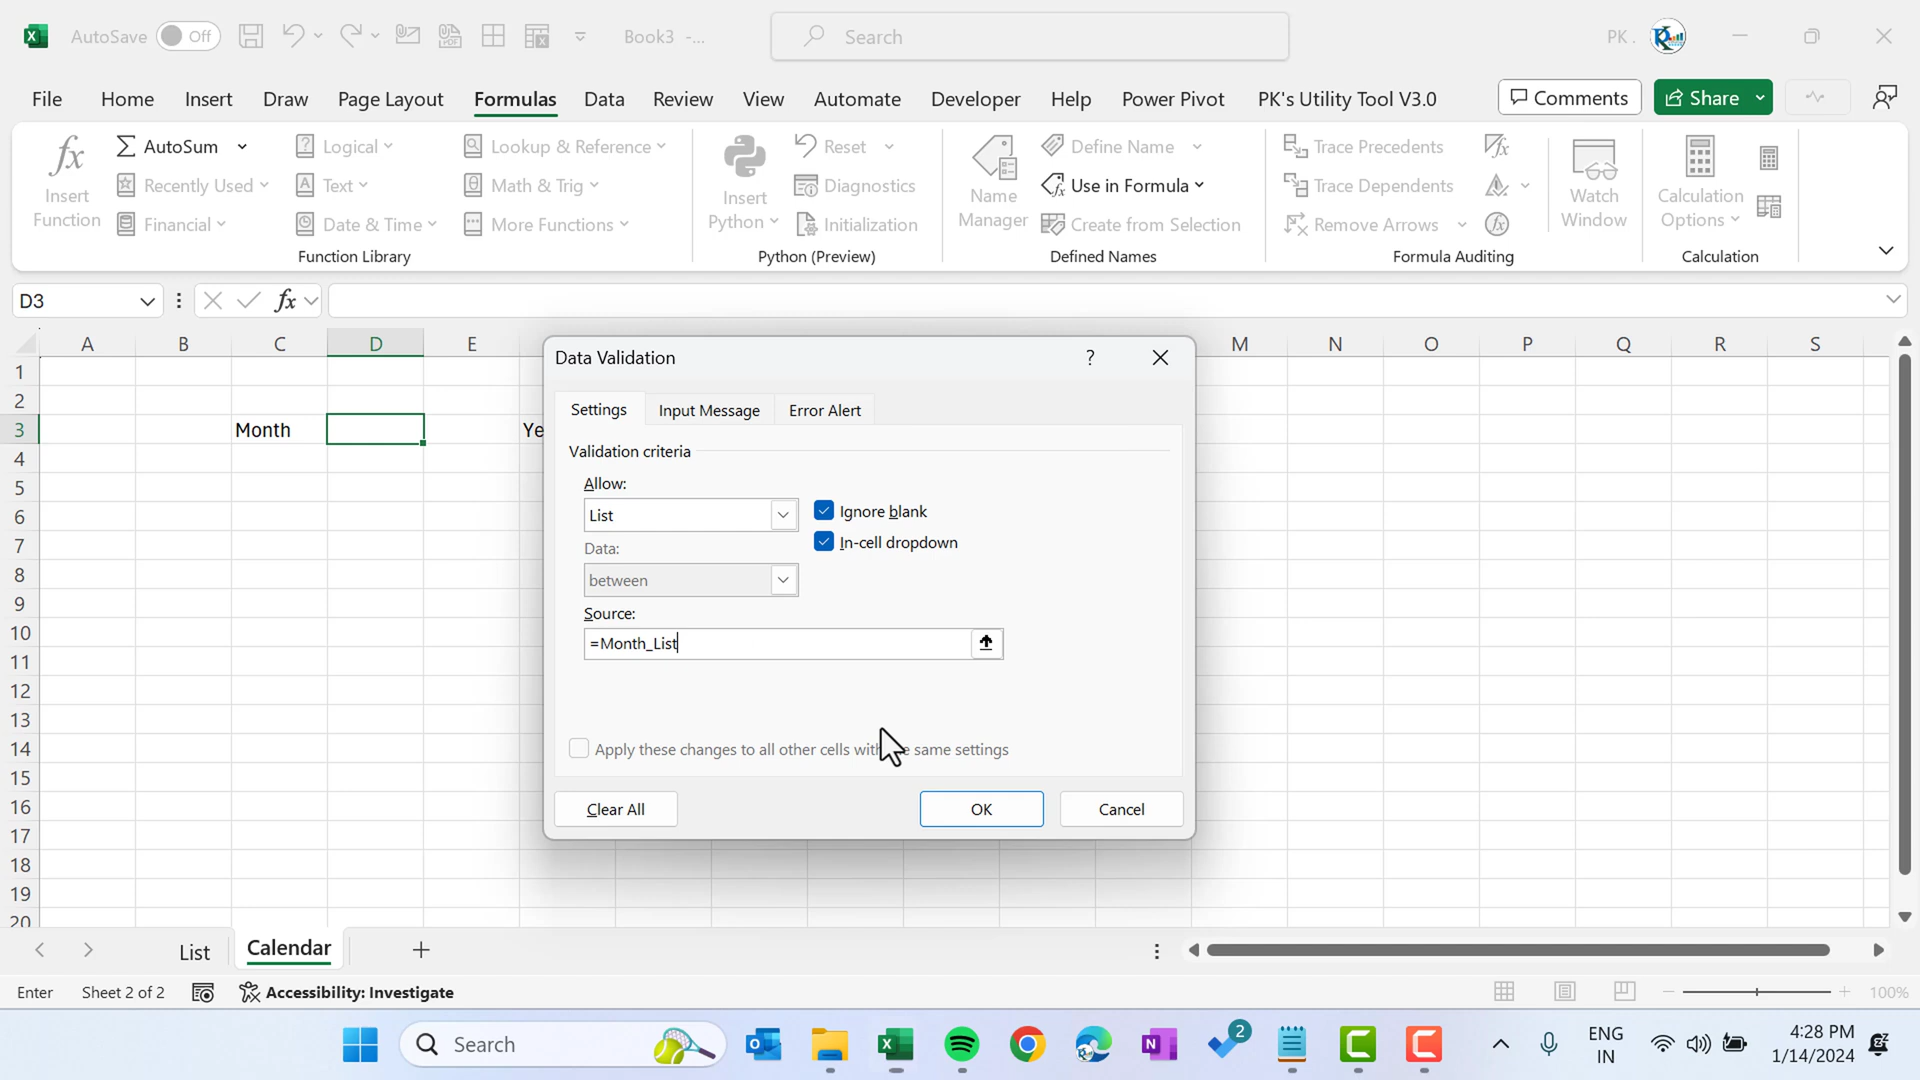 AutoSave Off Book3 -... Search PK .
File Home Insert Draw Page Layout Formulas Data Review View Automate Developer Help Power Pivot PK's Utility Tool V3.0 Comments Share
fx Insert Function
AutoSum
Recently Used
Financial
Logical
Text
Date & Time
Lookup & Reference
Math & Trig
More Functions
Function Library
Insert Python
Reset
Diagnostics
Initialization
Python (Preview)
Name Manager
Define Name
Use in Formula
Create from Selection
Defined Names
Trace Precedents
Trace Dependents
Remove Arrows
Formula Auditing
Watch Window
Calculation Options
Calculation
D3 fx
A B C D E M N O P Q R S
1
2
3 Month Ye
4
5
6
7
8
9
10
11
12
13
14
15
16
17
18
19
20
Data Validation ?
Settings Input Message Error Alert
Validation criteria
Allow:
List
Ignore blank
In-cell dropdown
Data:
between
Source:
=Month_List
Apply these changes to all other cells with same settings
Clear All OK Cancel
List Calendar
Enter Sheet 2 of 2 Accessibility: Investigate 100%
Search 2 ENG IN 4:28 PM 1/14/2024